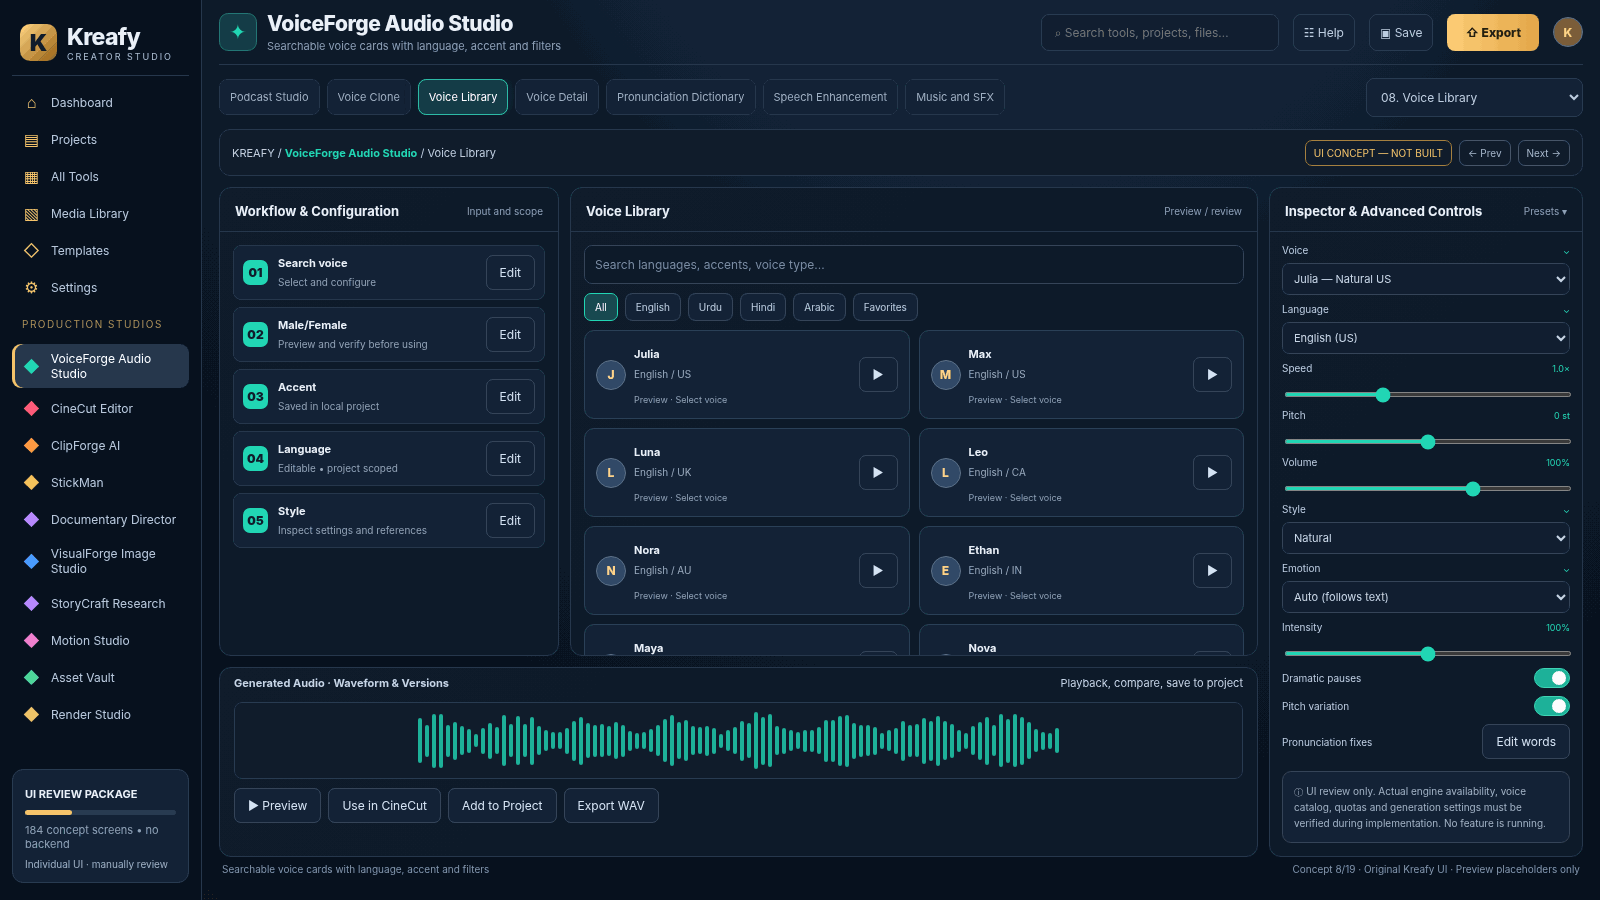 K
Kreafy
CREATOR STUDIO
Dashboard
Projects
All Tools
Media Library
Templates
Settings
PRODUCTION STUDIOS
VoiceForge Audio
Studio
CineCut Editor
ClipForge AI
StickMan
Documentary Director
VisualForge Image
Studio
StoryCraft Research
Motion Studio
Asset Vault
Render Studio
UI REVIEW PACKAGE
184 concept screens • no
backend
Individual UI · manually review
VoiceForge Audio Studio
Searchable voice cards with language, accent and filters
Search tools, projects, files...
Help
Save
Export
K
Podcast Studio
Voice Clone
Voice Library
Voice Detail
Pronunciation Dictionary
Speech Enhancement
Music and SFX
08. Voice Library
KREAFY / VoiceForge Audio Studio / Voice Library
UI CONCEPT — NOT BUILT
← Prev
Next →
Workflow & Configuration
Input and scope
01
Search voice
Select and configure
Edit
02
Male/Female
Preview and verify before using
Edit
03
Accent
Saved in local project
Edit
04
Language
Editable • project scoped
Edit
05
Style
Inspect settings and references
Edit
Voice Library
Preview / review
Search languages, accents, voice type...
All
English
Urdu
Hindi
Arabic
Favorites
J
Julia
English / US
Preview · Select voice
M
Max
English / US
Preview · Select voice
L
Luna
English / UK
Preview · Select voice
L
Leo
English / CA
Preview · Select voice
N
Nora
English / AU
Preview · Select voice
E
Ethan
English / IN
Preview · Select voice
Maya
Nova
Generated Audio · Waveform & Versions
Playback, compare, save to project
▶ Preview
Use in CineCut
Add to Project
Export WAV
Inspector & Advanced Controls
Presets ▾
Voice
Julia — Natural US
Language
English (US)
Speed
1.0×
Pitch
0 st
Volume
100%
Style
Natural
Emotion
Auto (follows text)
Intensity
100%
Dramatic pauses
Pitch variation
Pronunciation fixes
Edit words
ⓘ UI review only. Actual engine availability, voice
catalog, quotas and generation settings must be
verified during implementation. No feature is running.
Searchable voice cards with language, accent and filters
Concept 8/19 · Original Kreafy UI · Preview placeholders only